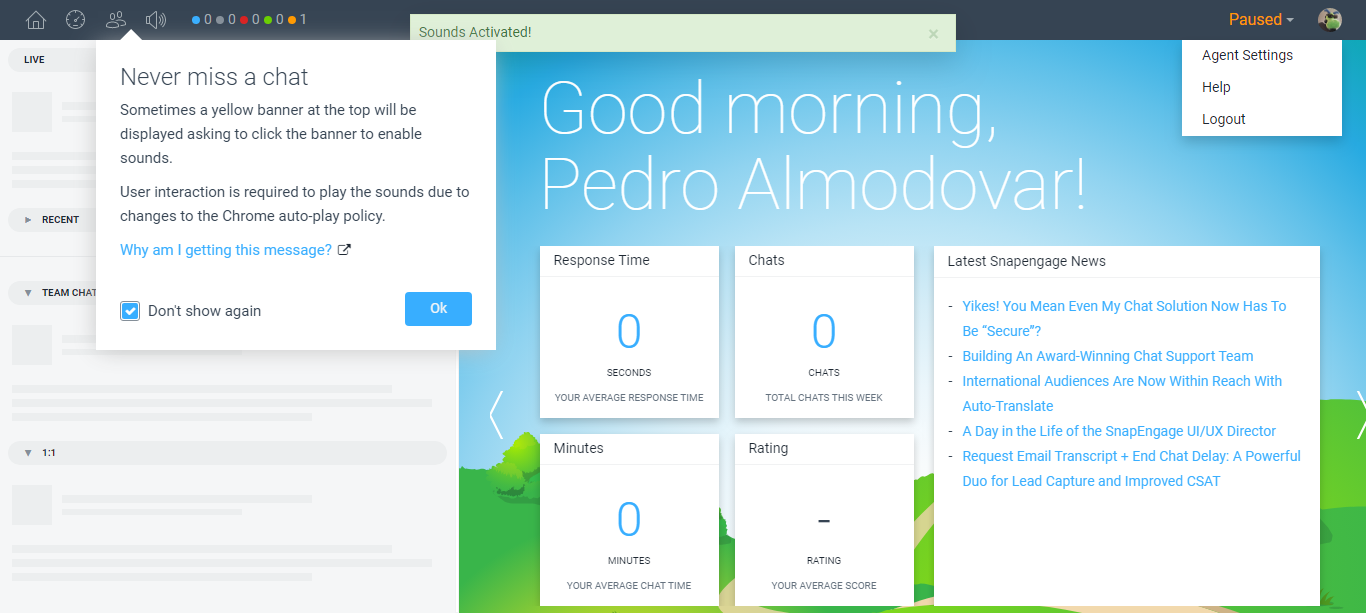 0 0 0 0 1
Sounds Activated! ×
Paused
Agent Settings
Help
Logout
LIVE
RECENT
TEAM CHAT
1:1
Never miss a chat
Sometimes a yellow banner at the top will be
displayed asking to click the banner to enable
sounds.
User interaction is required to play the sounds due to
changes to the Chrome auto-play policy.
Why am I getting this message?
Don't show again
Ok
Good morning,
Pedro Almodovar!
Response Time
0
SECONDS
YOUR AVERAGE RESPONSE TIME
Chats
0
CHATS
TOTAL CHATS THIS WEEK
Latest Snapengage News
- Yikes! You Mean Even My Chat Solution Now Has To
Be “Secure”?
- Building An Award-Winning Chat Support Team
- International Audiences Are Now Within Reach With
Auto-Translate
- A Day in the Life of the SnapEngage UI/UX Director
- Request Email Transcript + End Chat Delay: A Powerful
Duo for Lead Capture and Improved CSAT
Minutes
0
MINUTES
YOUR AVERAGE CHAT TIME
Rating
-
RATING
YOUR AVERAGE SCORE